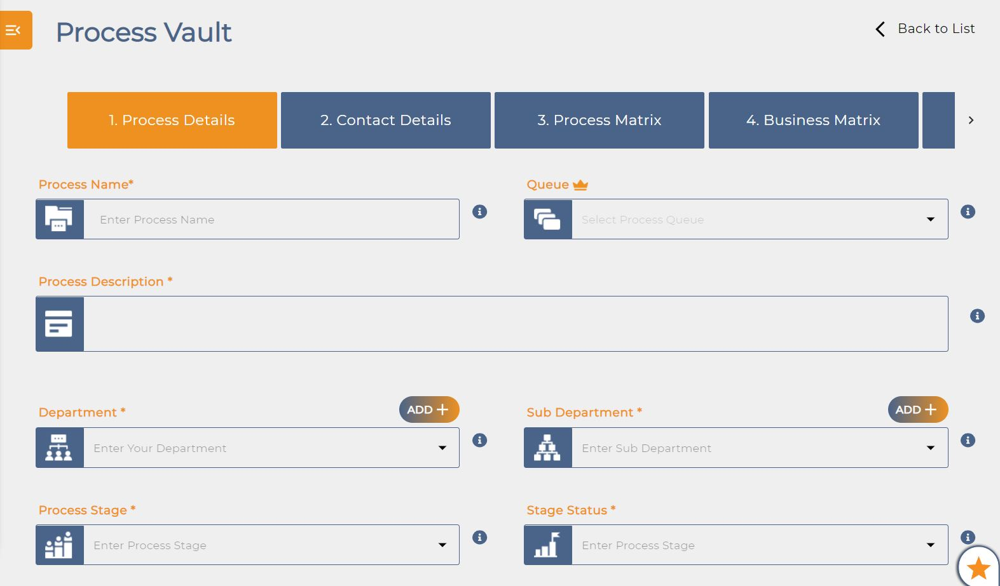 Process Vault
Back to List
1. Process Details
2. Contact Details
3. Process Matrix
4. Business Matrix
Process Name*
Queue
Enter Process Name
Select Process Queue
Process Description *
Department *
ADD +
Sub Department *
ADD +
Enter Your Department
Enter Sub Department
Process Stage *
Stage Status *
Enter Process Stage
Enter Process Stage